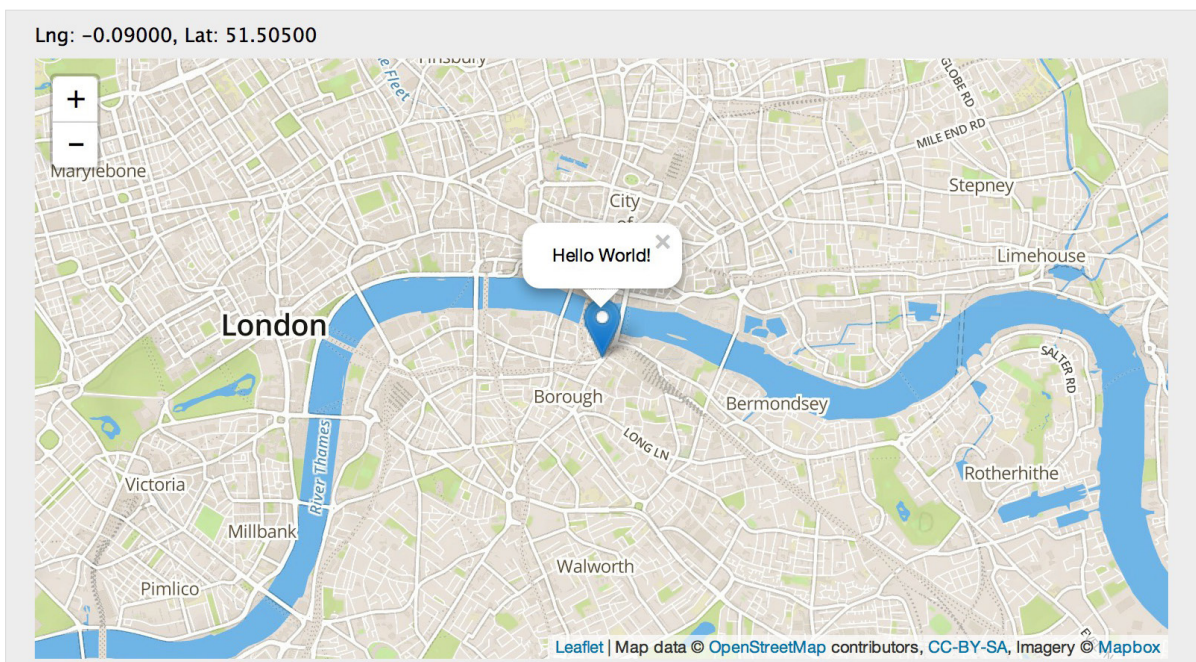 Lng: -0.09000, Lat: 51.50500
Finsbury
e Fleet
GLOBE RD
+
−
MILE END RD
Marylebone
Stepney
City
of
×
Hello World!
Limehouse
London
SALTER RD
Borough
Bermondsey
LONG LN
River Thames
Rotherhithe
Victoria
Millbank
Walworth
Pimlico
Leaflet | Map data © OpenStreetMap contributors, CC-BY-SA, Imagery © Mapbox